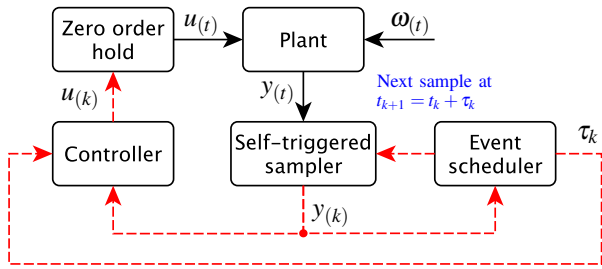 Zero order
hold
u(t)
Plant
ω(t)
u(k)
y(t)
Next sample at
tₖ₊₁ = tₖ + τₖ
Controller
Self-triggered
sampler
Event
scheduler
τₖ
y(k)